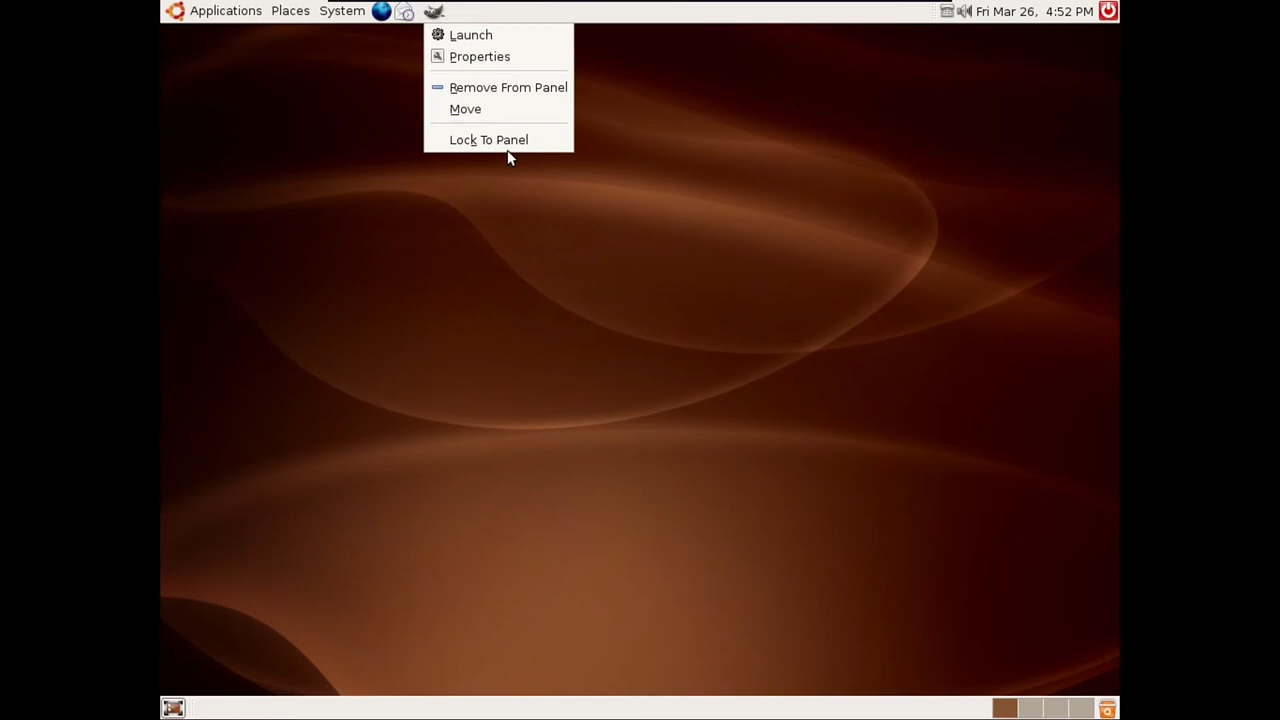 Applications Places System Fri Mar 26, 4:52 PM
Launch
Properties
Remove From Panel
Move
Lock To Panel